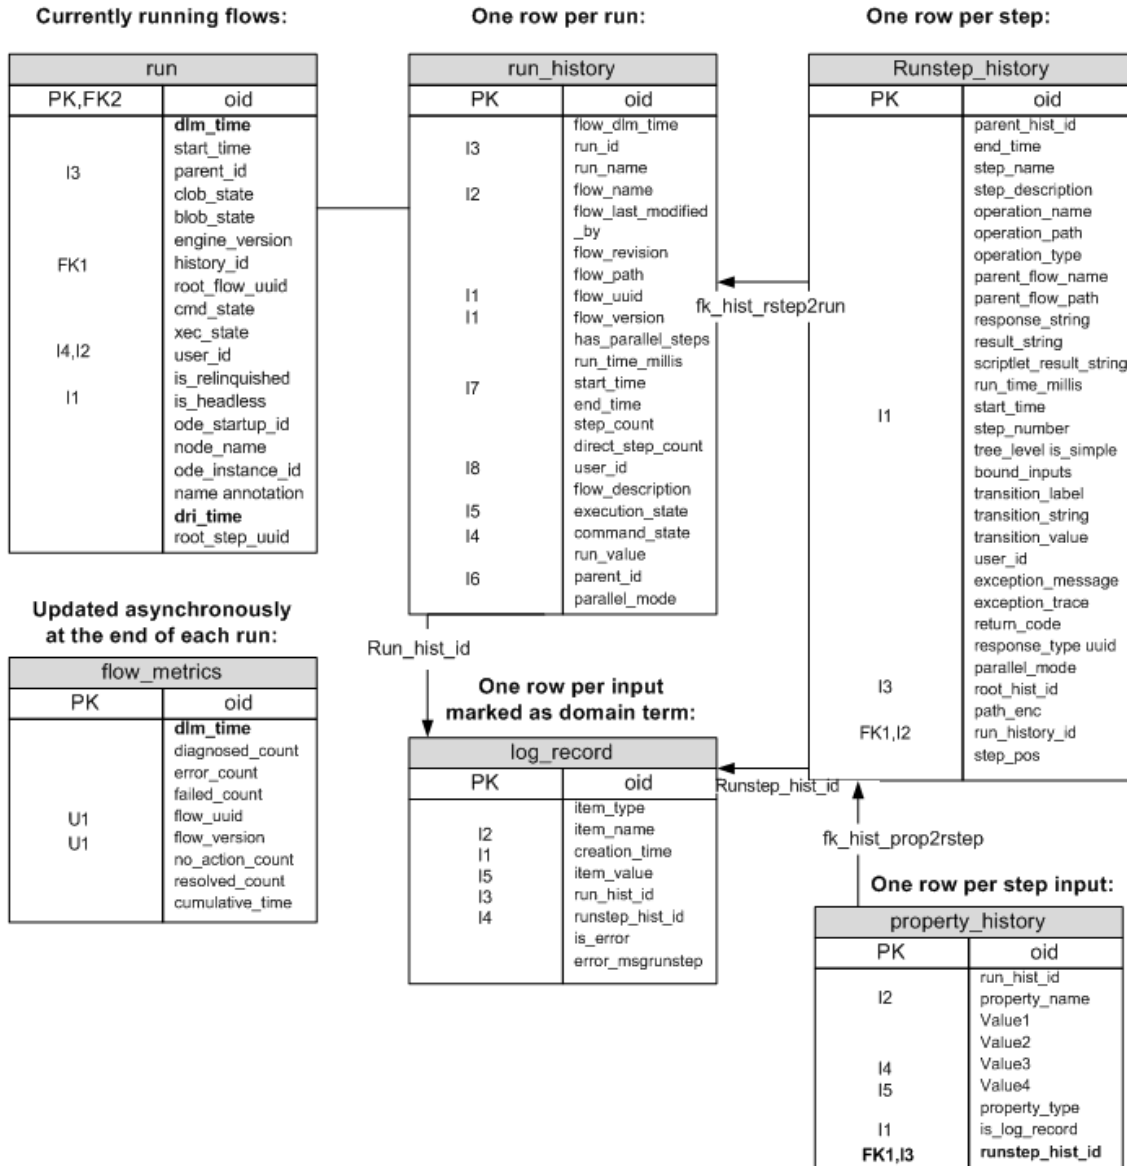 Currently running flows:
run
PK,FK2 oid
dlm_time
start_time
I3 parent_id
clob_state
blob_state
engine_version
FK1 history_id
root_flow_uuid
cmd_state
xec_state
I4,I2 user_id
is_relinquished
I1 is_headless
ode_startup_id
node_name
ode_instance_id
name annotation
dri_time
root_step_uuid
Updated asynchronously
at the end of each run:
flow_metrics
PK oid
dlm_time
diagnosed_count
error_count
failed_count
U1 flow_uuid
U1 flow_version
no_action_count
resolved_count
cumulative_time
One row per run:
run_history
PK oid
flow_dlm_time
I3 run_id
run_name
I2 flow_name
flow_last_modified
_by
flow_revision
flow_path
I1 flow_uuid
I1 flow_version
has_parallel_steps
run_time_millis
I7 start_time
end_time
step_count
direct_step_count
I8 user_id
flow_description
I5 execution_state
I4 command_state
run_value
I6 parent_id
parallel_mode
Run_hist_id
One row per input
marked as domain term:
log_record
PK oid
item_type
I2 item_name
I1 creation_time
I5 item_value
I3 run_hist_id
I4 runstep_hist_id
is_error
error_msgrunstep
fk_hist_rstep2run
Runstep_hist_id
One row per step:
Runstep_history
PK oid
parent_hist_id
end_time
step_name
step_description
operation_name
operation_path
operation_type
parent_flow_name
parent_flow_path
response_string
result_string
scriptlet_result_string
run_time_millis
I1 start_time
step_number
tree_level is_simple
bound_inputs
transition_label
transition_string
transition_value
user_id
exception_message
exception_trace
return_code
response_type uuid
parallel_mode
I3 root_hist_id
path_enc
FK1,I2 run_history_id
step_pos
fk_hist_prop2rstep
One row per step input:
property_history
PK oid
run_hist_id
I2 property_name
Value1
Value2
I4 Value3
I5 Value4
property_type
I1 is_log_record
FK1,I3 runstep_hist_id